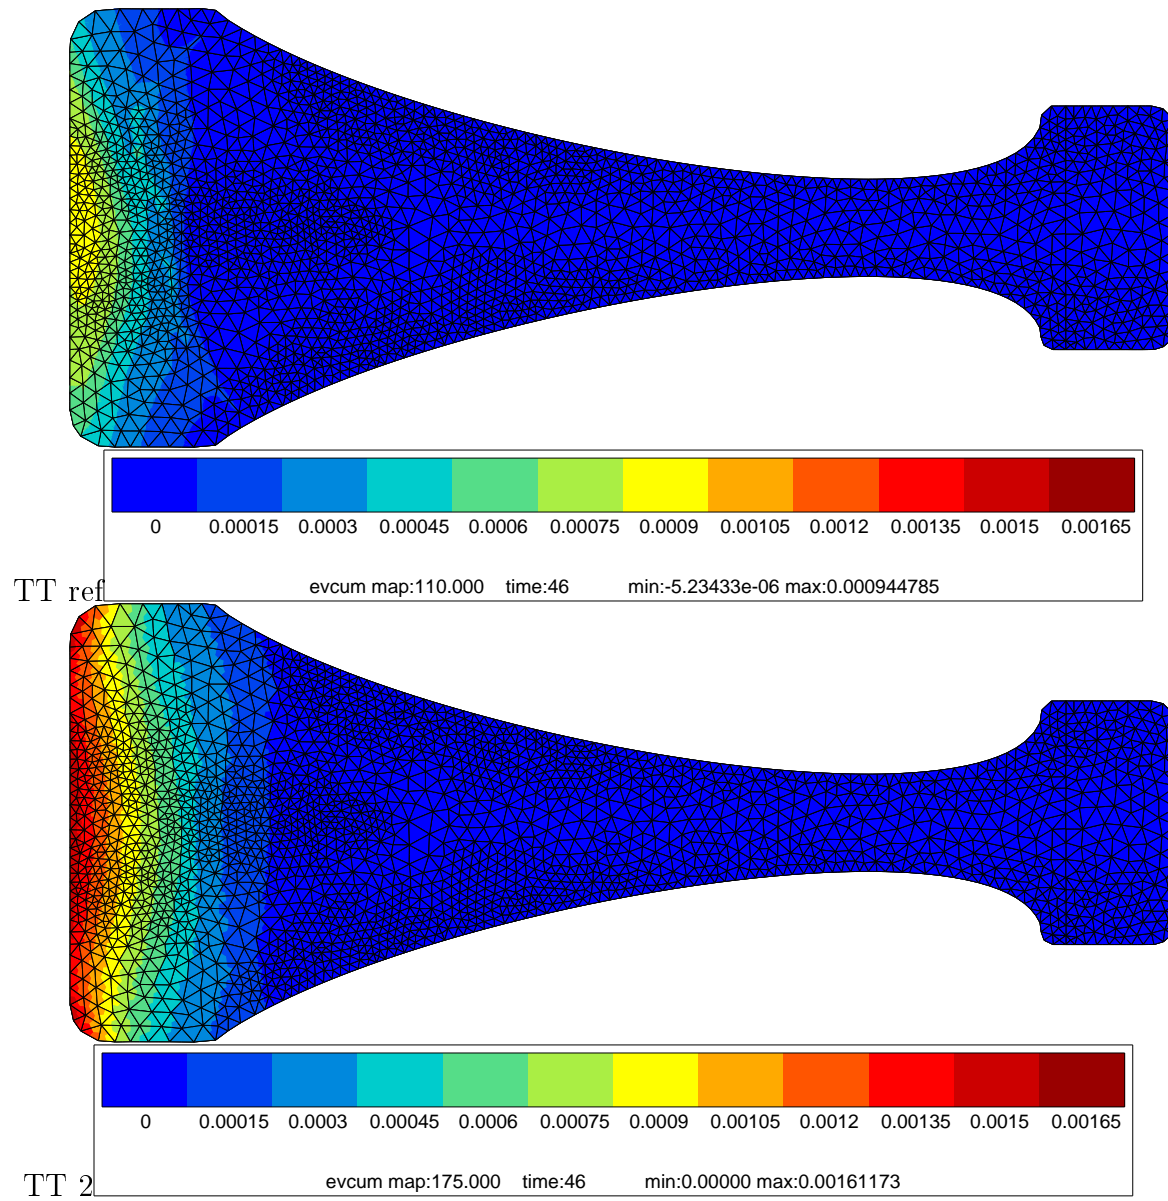 0 0.00015 0.0003 0.00045 0.0006 0.00075 0.0009 0.00105 0.0012 0.00135 0.0015 0.00165
TT ref evcum map:110.000 time:46 min:-5.23433e-06 max:0.000944785
0 0.00015 0.0003 0.00045 0.0006 0.00075 0.0009 0.00105 0.0012 0.00135 0.0015 0.00165
TT 2 evcum map:175.000 time:46 min:0.00000 max:0.00161173